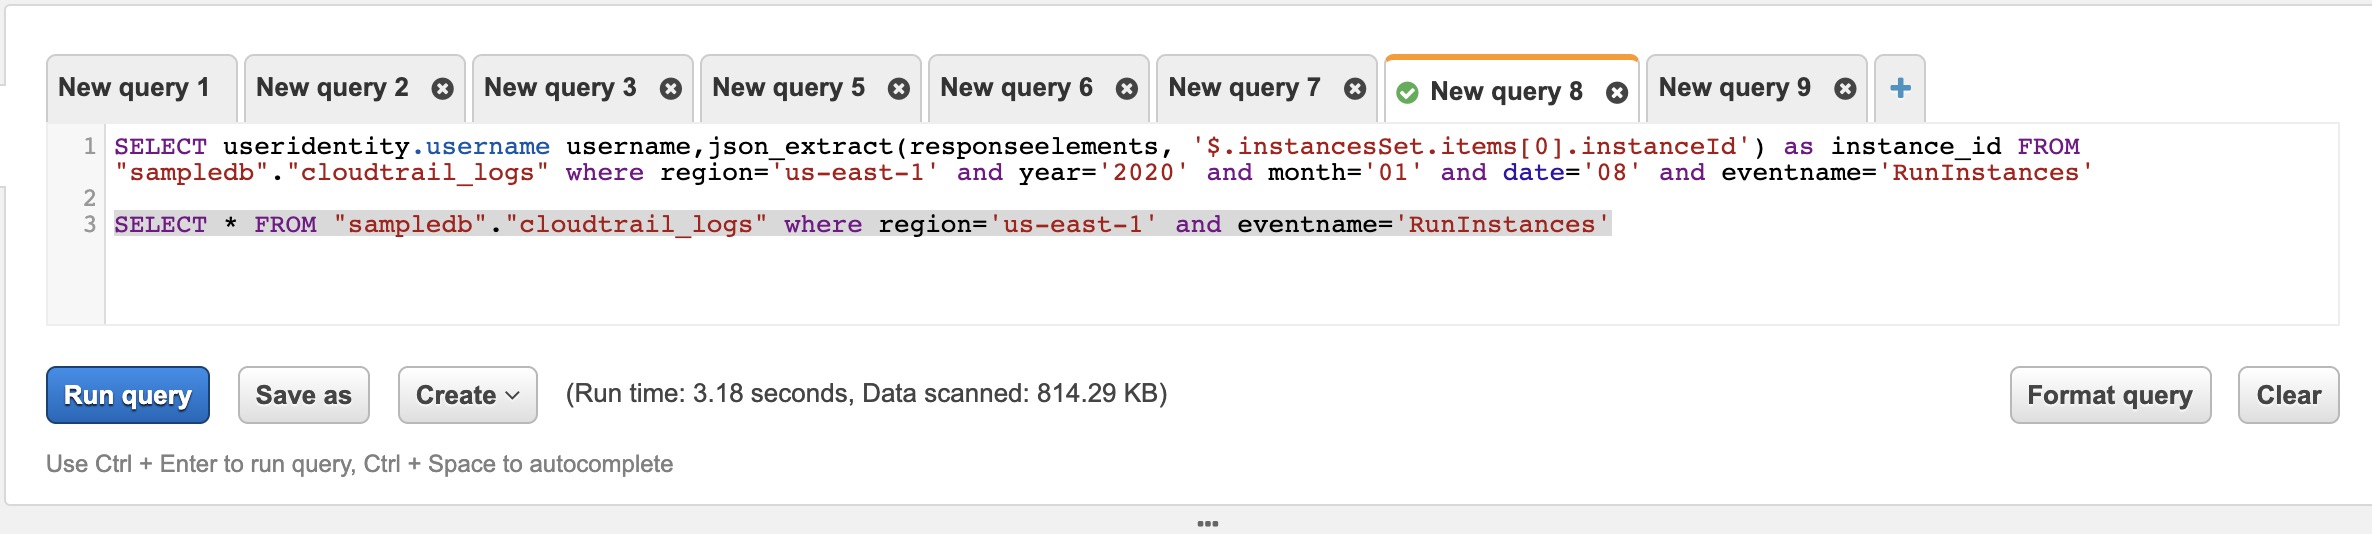 New query 1 New query 2 New query 3 New query 5 New query 6 New query 7 New query 8 New query 9 +
1 SELECT useridentity.username username,json_extract(responseelements, '$.instancesSet.items[0].instanceId') as instance_id FROM
"sampledb"."cloudtrail_logs" where region='us-east-1' and year='2020' and month='01' and date='08' and eventname='RunInstances'
2
3 SELECT * FROM "sampledb"."cloudtrail_logs" where region='us-east-1' and eventname='RunInstances'
Run query Save as Create (Run time: 3.18 seconds, Data scanned: 814.29 KB) Format query Clear
Use Ctrl + Enter to run query, Ctrl + Space to autocomplete